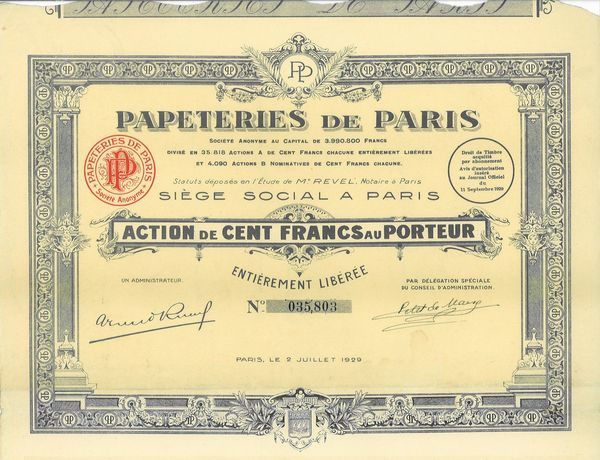 PP
PAPETERIES DE PARIS
SOCIÉTÉ ANONYME AU CAPITAL DE 3.990.800 FRANCS
DIVISÉ EN 35.818 ACTIONS A DE CENT FRANCS CHACUNE ENTIÈREMENT LIBÉRÉES
ET 4.090 ACTIONS B NOMINATIVES DE CENT FRANCS CHACUNE.
Statuts déposés en l'Étude de Me REVEL, Notaire à Paris
SIÈGE SOCIAL A PARIS
PAPETERIES DE PARIS
PP
Société Anonyme
Droit de Timbre
acquitté
par abonnement
Avis d'autorisation
inséré
au Journal Officiel
du
11 Septembre 1929
ACTION DE CENT FRANCS AU PORTEUR
ENTIÈREMENT LIBÉRÉE
UN ADMINISTRATEUR.
PAR DÉLÉGATION SPÉCIALE
DU CONSEIL D'ADMINISTRATION.
No. 035,803
PARIS, LE 2 JUILLET 1929